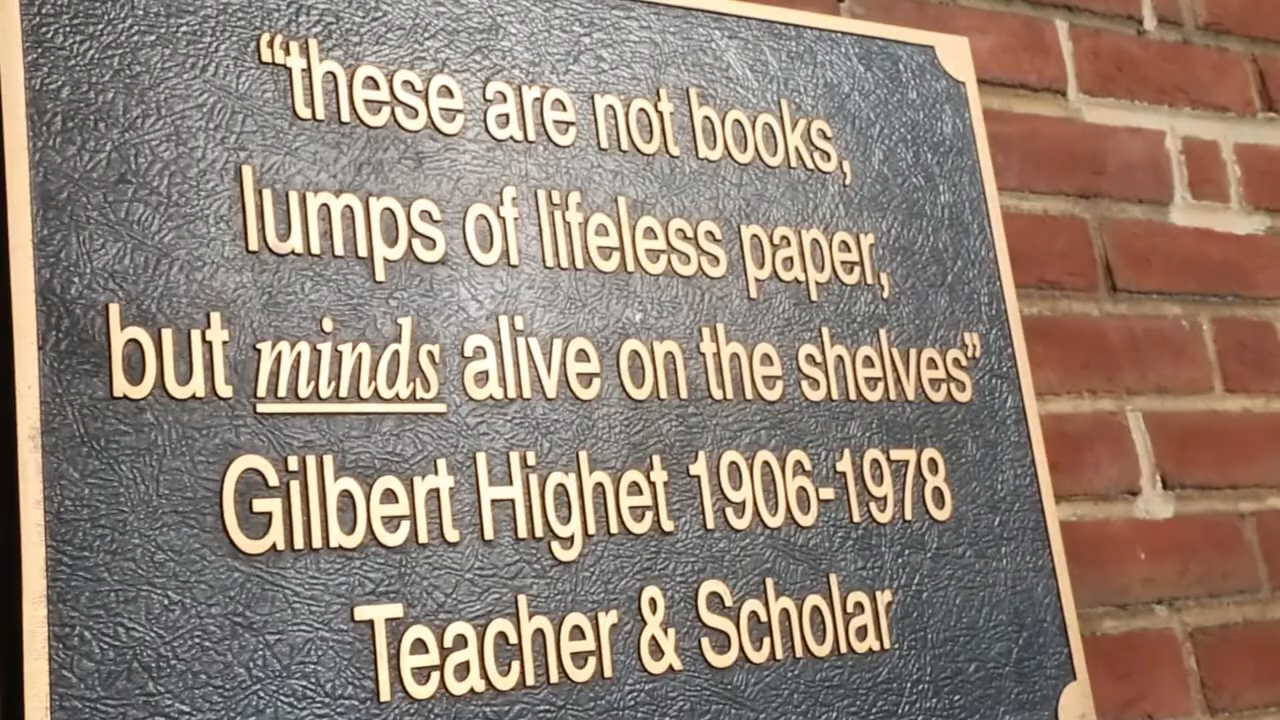 “these are not books,
lumps of lifeless paper,
but minds alive on the shelves”
Gilbert Highet 1906-1978
Teacher & Scholar